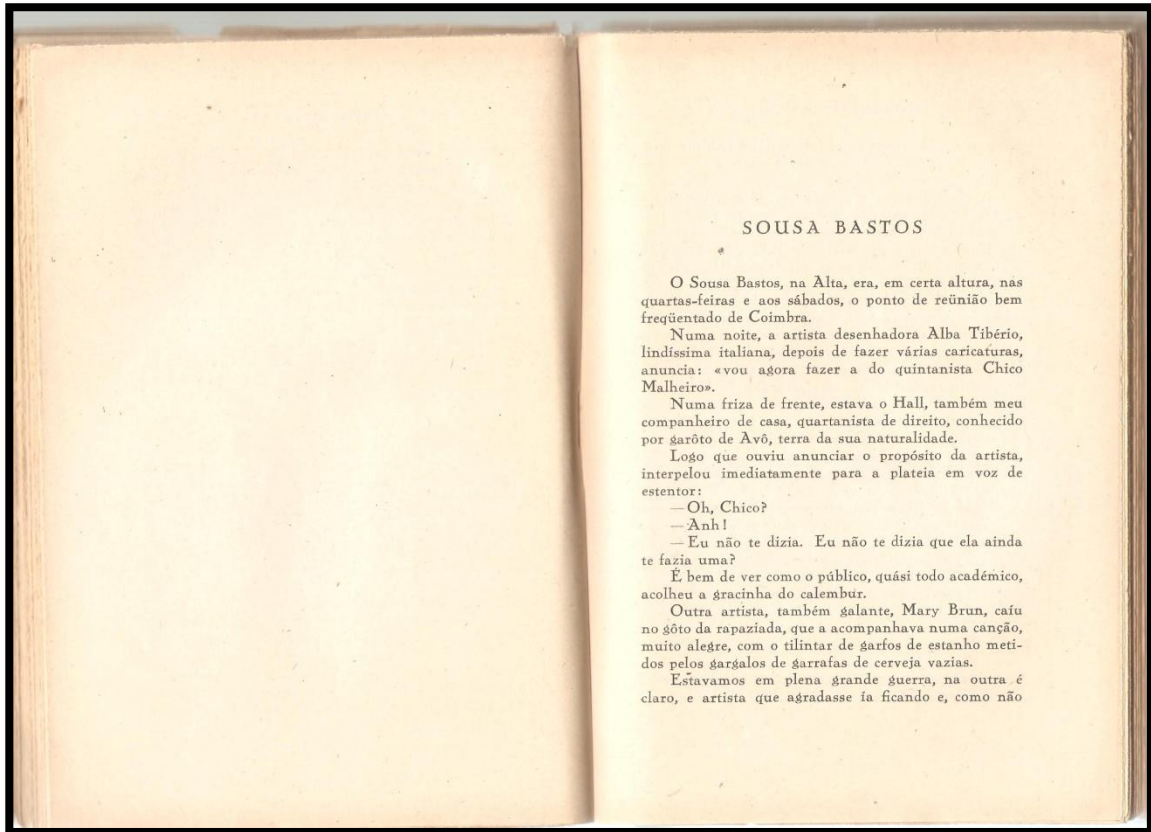 SOUSA BASTOS
O Sousa Bastos, na Alta, era, em certa altura, nas
quartas-feiras e aos sábados, o ponto de reünião bem
freqüentado de Coimbra.
Numa noite, a artista desenhadora Alba Tibério,
lindíssima italiana, depois de fazer várias caricaturas,
anuncia: «vou agora fazer a do quintanista Chico
Malheiro».
Numa friza de frente, estava o Hall, também meu
companheiro de casa, quartanista de direito, conhecido
por garôto de Avô, terra da sua naturalidade.
Logo que ouviu anunciar o propósito da artista,
interpelou imediatamente para a plateia em voz de
estentor:
—Oh, Chico?
—Anh!
—Eu não te dizia. Eu não te dizia que ela ainda
te fazia uma?
É bem de ver como o público, quási todo académico,
acolheu a gracinha do calembur.
Outra artista, também galante, Mary Brun, caíu
no gôto da rapaziada, que a acompanhava numa canção,
muito alegre, com o tilintar de garfos de estanho meti-
dos pelos gargalos de garrafas de cerveja vazias.
Estavamos em plena grande guerra, na outra é
claro, e artista que agradasse ía ficando e, como não